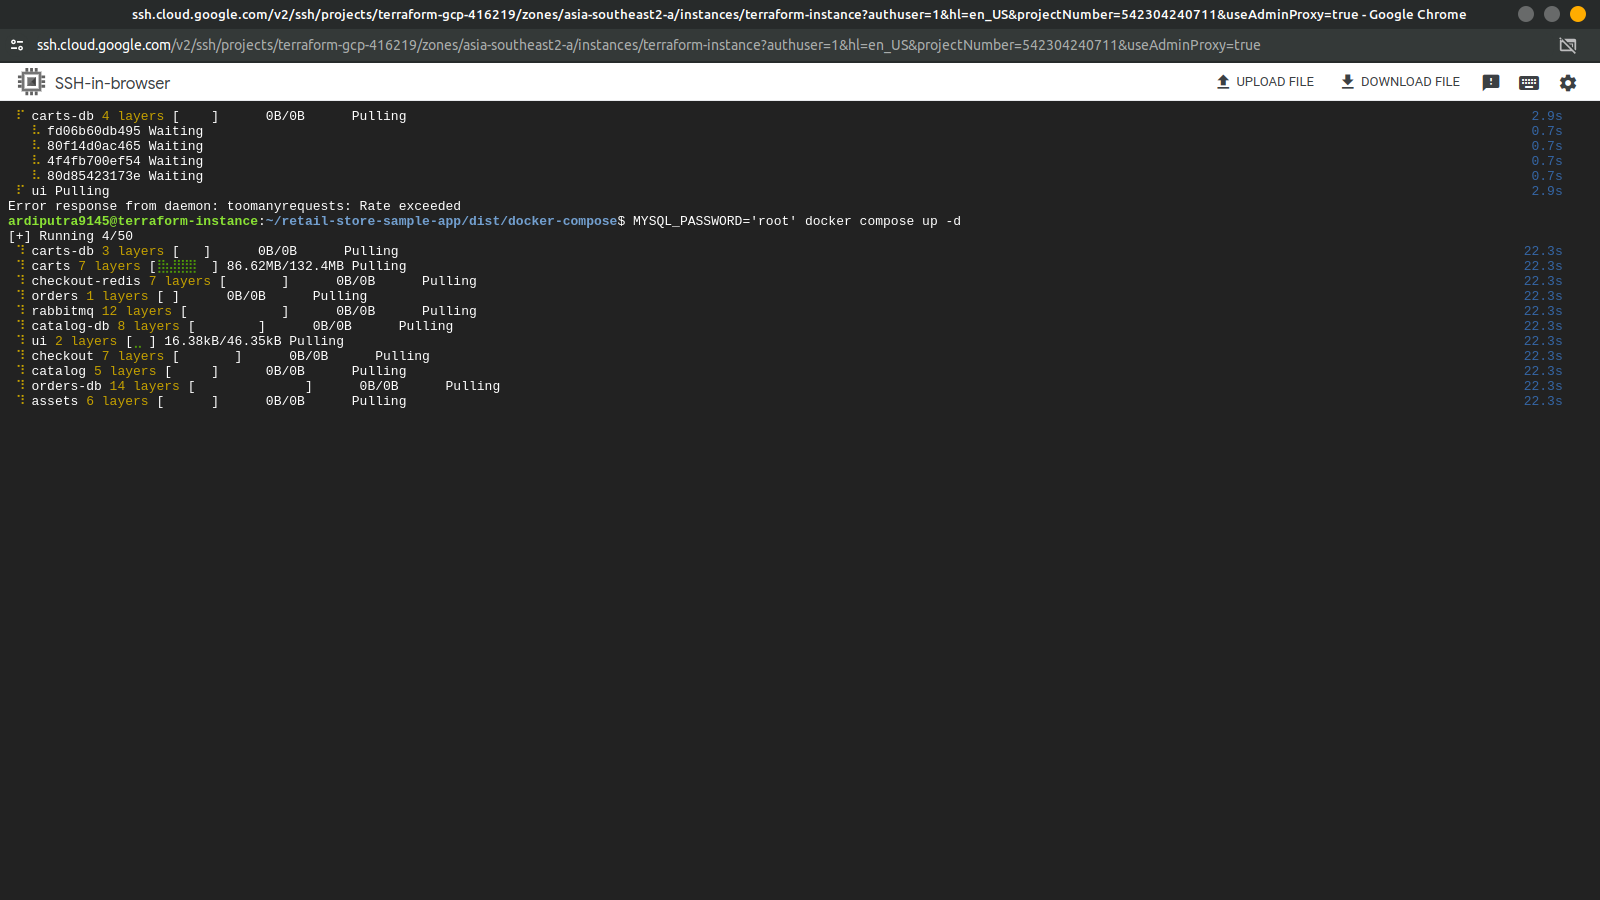 ssh.cloud.google.com/v2/ssh/projects/terraform-gcp-416219/zones/asia-southeast2-a/instances/terraform-instance?authuser=1&hl=en_US&projectNumber=542304240711&useAdminProxy=true - Google Chrome
ssh.cloud.google.com/v2/ssh/projects/terraform-gcp-416219/zones/asia-southeast2-a/instances/terraform-instance?authuser=1&hl=en_US&projectNumber=542304240711&useAdminProxy=true
SSH-in-browser UPLOAD FILE DOWNLOAD FILE
⠏ carts-db 4 layers [    ]      0B/0B      Pulling 2.9s
⠧ fd06b60db495 Waiting 0.7s
⠧ 80f14d0ac465 Waiting 0.7s
⠧ 4f4fb700ef54 Waiting 0.7s
⠧ 80d85423173e Waiting 0.7s
⠏ ui Pulling 2.9s
Error response from daemon: toomanyrequests: Rate exceeded
ardiputra9145@terraform-instance:~/retail-store-sample-app/dist/docker-compose$ MYSQL_PASSWORD='root' docker compose up -d
[+] Running 4/50
⠹ carts-db 3 layers [   ]      0B/0B      Pulling 22.3s
⠹ carts 7 layers [⣿⣦⣿⣿⣿  ] 86.62MB/132.4MB Pulling 22.3s
⠹ checkout-redis 7 layers [       ]      0B/0B      Pulling 22.3s
⠹ orders 1 layers [ ]      0B/0B      Pulling 22.3s
⠹ rabbitmq 12 layers [            ]      0B/0B      Pulling 22.3s
⠹ catalog-db 8 layers [        ]      0B/0B      Pulling 22.3s
⠹ ui 2 layers [⣀ ] 16.38kB/46.35kB Pulling 22.3s
⠹ checkout 7 layers [       ]      0B/0B      Pulling 22.3s
⠹ catalog 5 layers [     ]      0B/0B      Pulling 22.3s
⠹ orders-db 14 layers [              ]      0B/0B      Pulling 22.3s
⠹ assets 6 layers [      ]      0B/0B      Pulling 22.3s